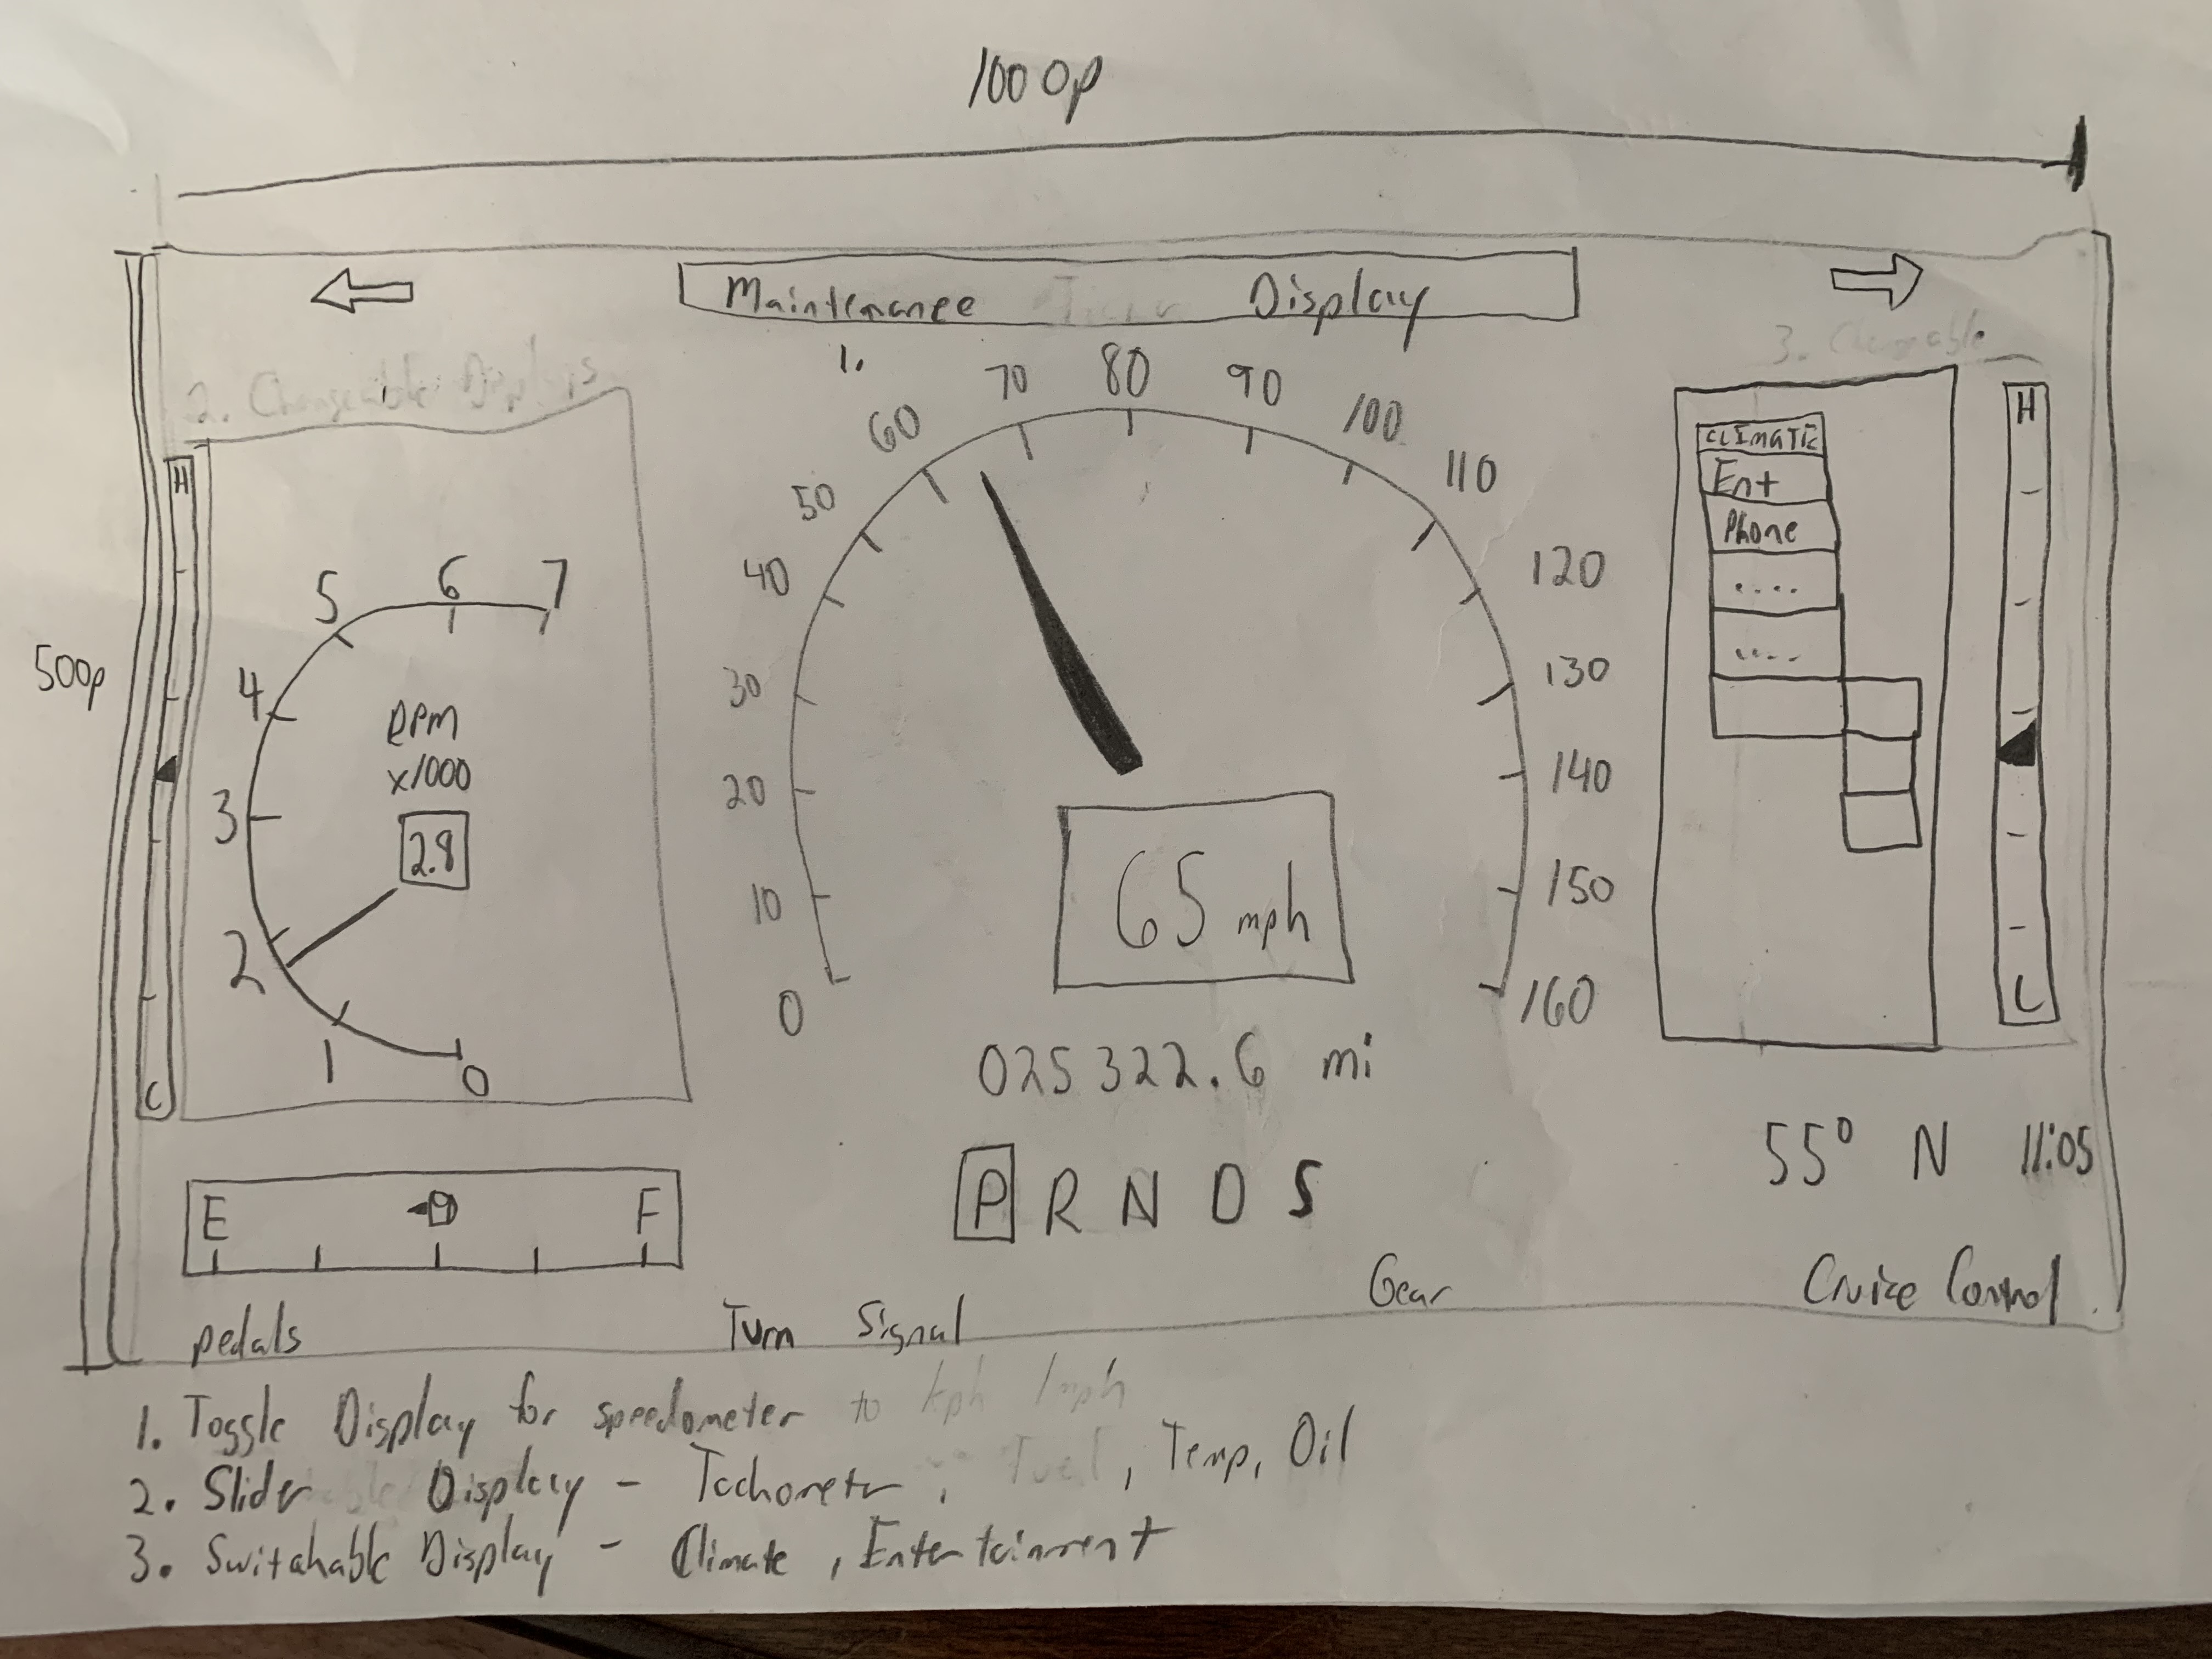 1000p
Maintenance Display
2. Changeable Displays
1.
3. Changeable
500p
H
C
5 6 7
4
RPM
x1000
3
2.8
2
1
0
E F
0
10
20
30
40
50
60
70
80
90
100
110
120
130
140
150
160
65 mph
025322.6 mi
P R N D S
CLIMATE
Ent
Phone
....
....
H
L
55° N 11:05
pedals Turn Signal Gear Cruise Control
1. Toggle Display for speedometer to kph / mph
2. Slider Display - Tachometer, Fuel, Temp, Oil
3. Switahable Display - Climate, Entertainment